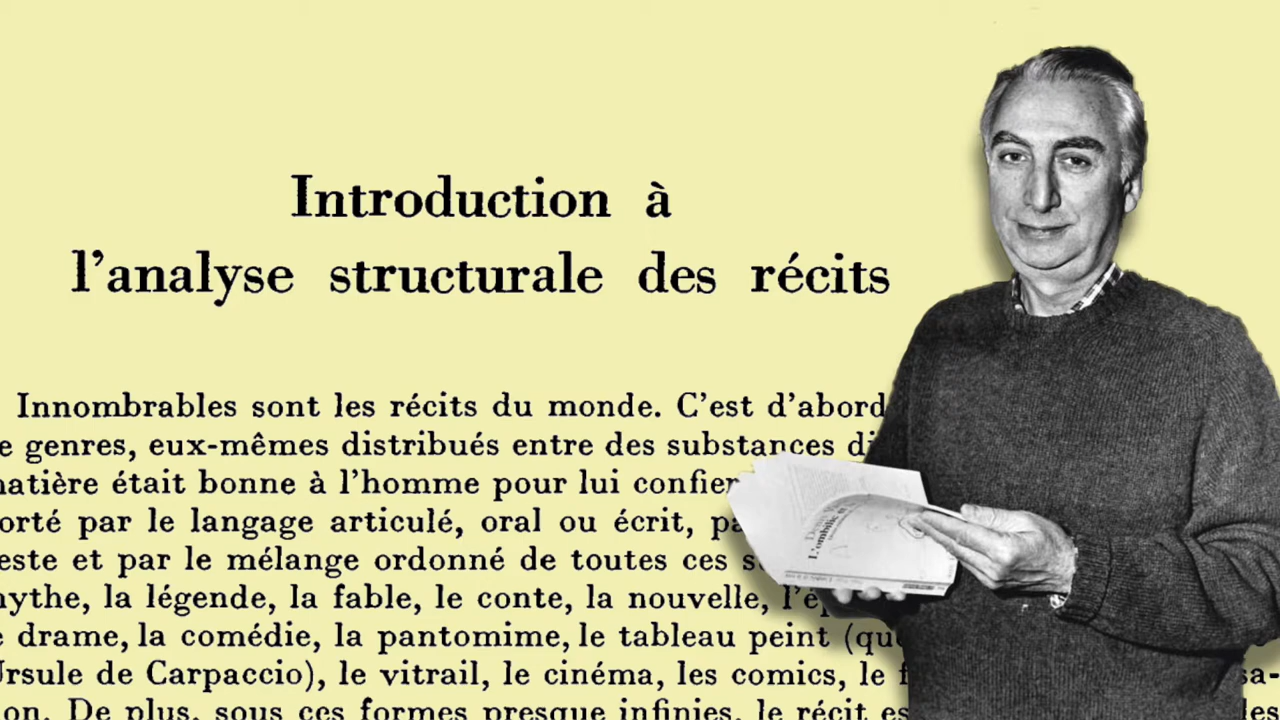 Introduction à
l'analyse structurale des récits
Innombrables sont les récits du monde. C'est d'abord
genres, eux-mêmes distribués entre des substances
était bonne à l'homme pour lui confier
par le langage articulé, oral ou écrit,
et par le mélange ordonné de toutes ces
la légende, la fable, le conte, la nouvelle,
drame, la comédie, la pantomime, le tableau peint
de Carpaccio), le vitrail, le cinéma, les comics, le
De plus, sous ces formes presque infinies, le récit